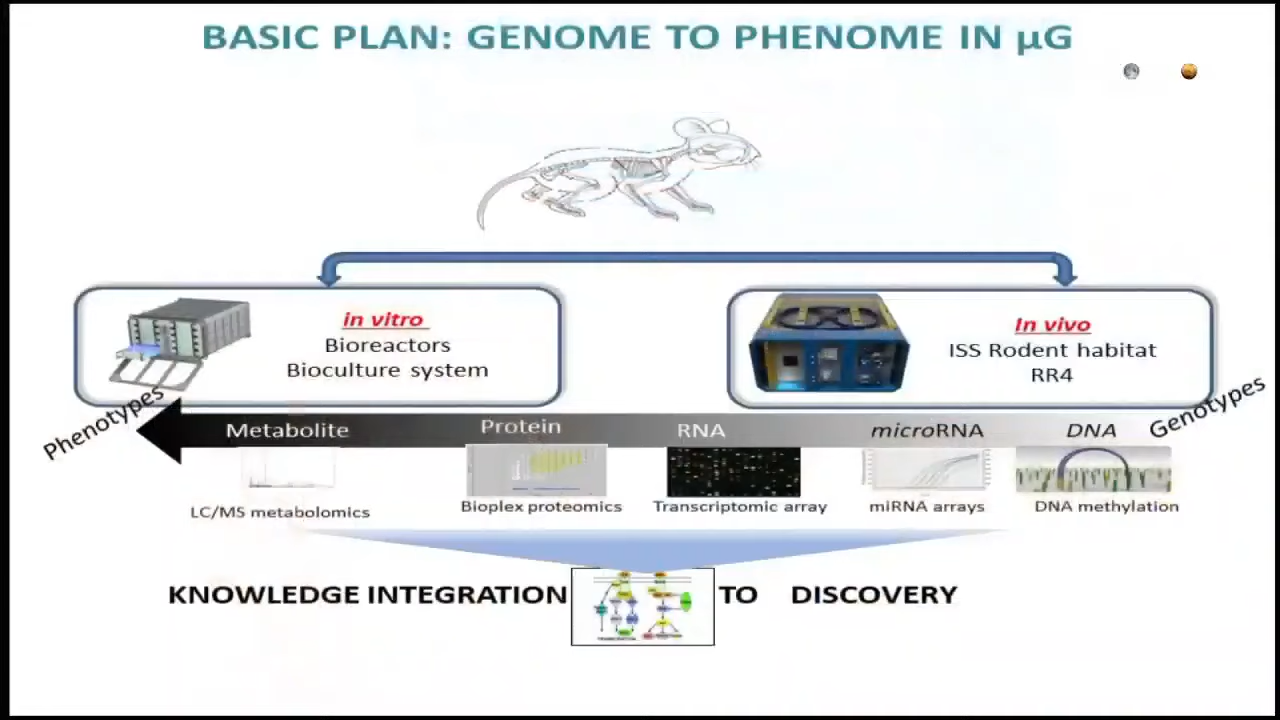 BASIC PLAN: GENOME TO PHENOME IN µG
in vitro
Bioreactors
Bioculture system
In vivo
ISS Rodent habitat
RR4
Phenotypes
Metabolite
Protein
RNA
microRNA
DNA
Genotypes
LC/MS metabolomics
Bioplex proteomics
Transcriptomic array
miRNA arrays
DNA methylation
KNOWLEDGE INTEGRATION TO DISCOVERY